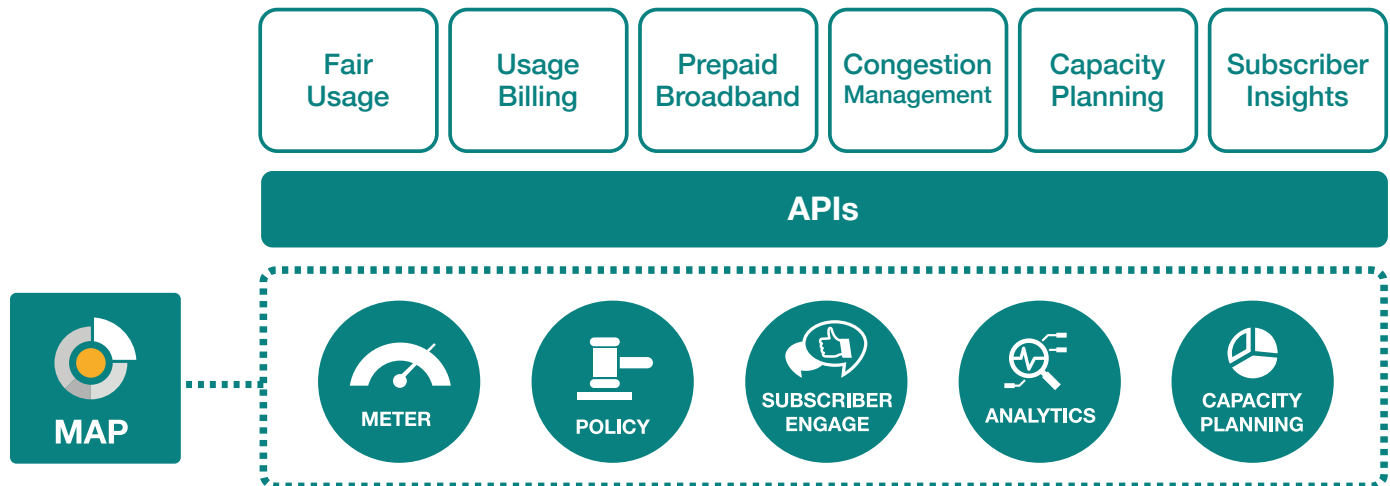 Fair
Usage
Usage
Billing
Prepaid
Broadband
Congestion
Management
Capacity
Planning
Subscriber
Insights
APIs
MAP
METER
POLICY
SUBSCRIBER
ENGAGE
ANALYTICS
CAPACITY
PLANNING